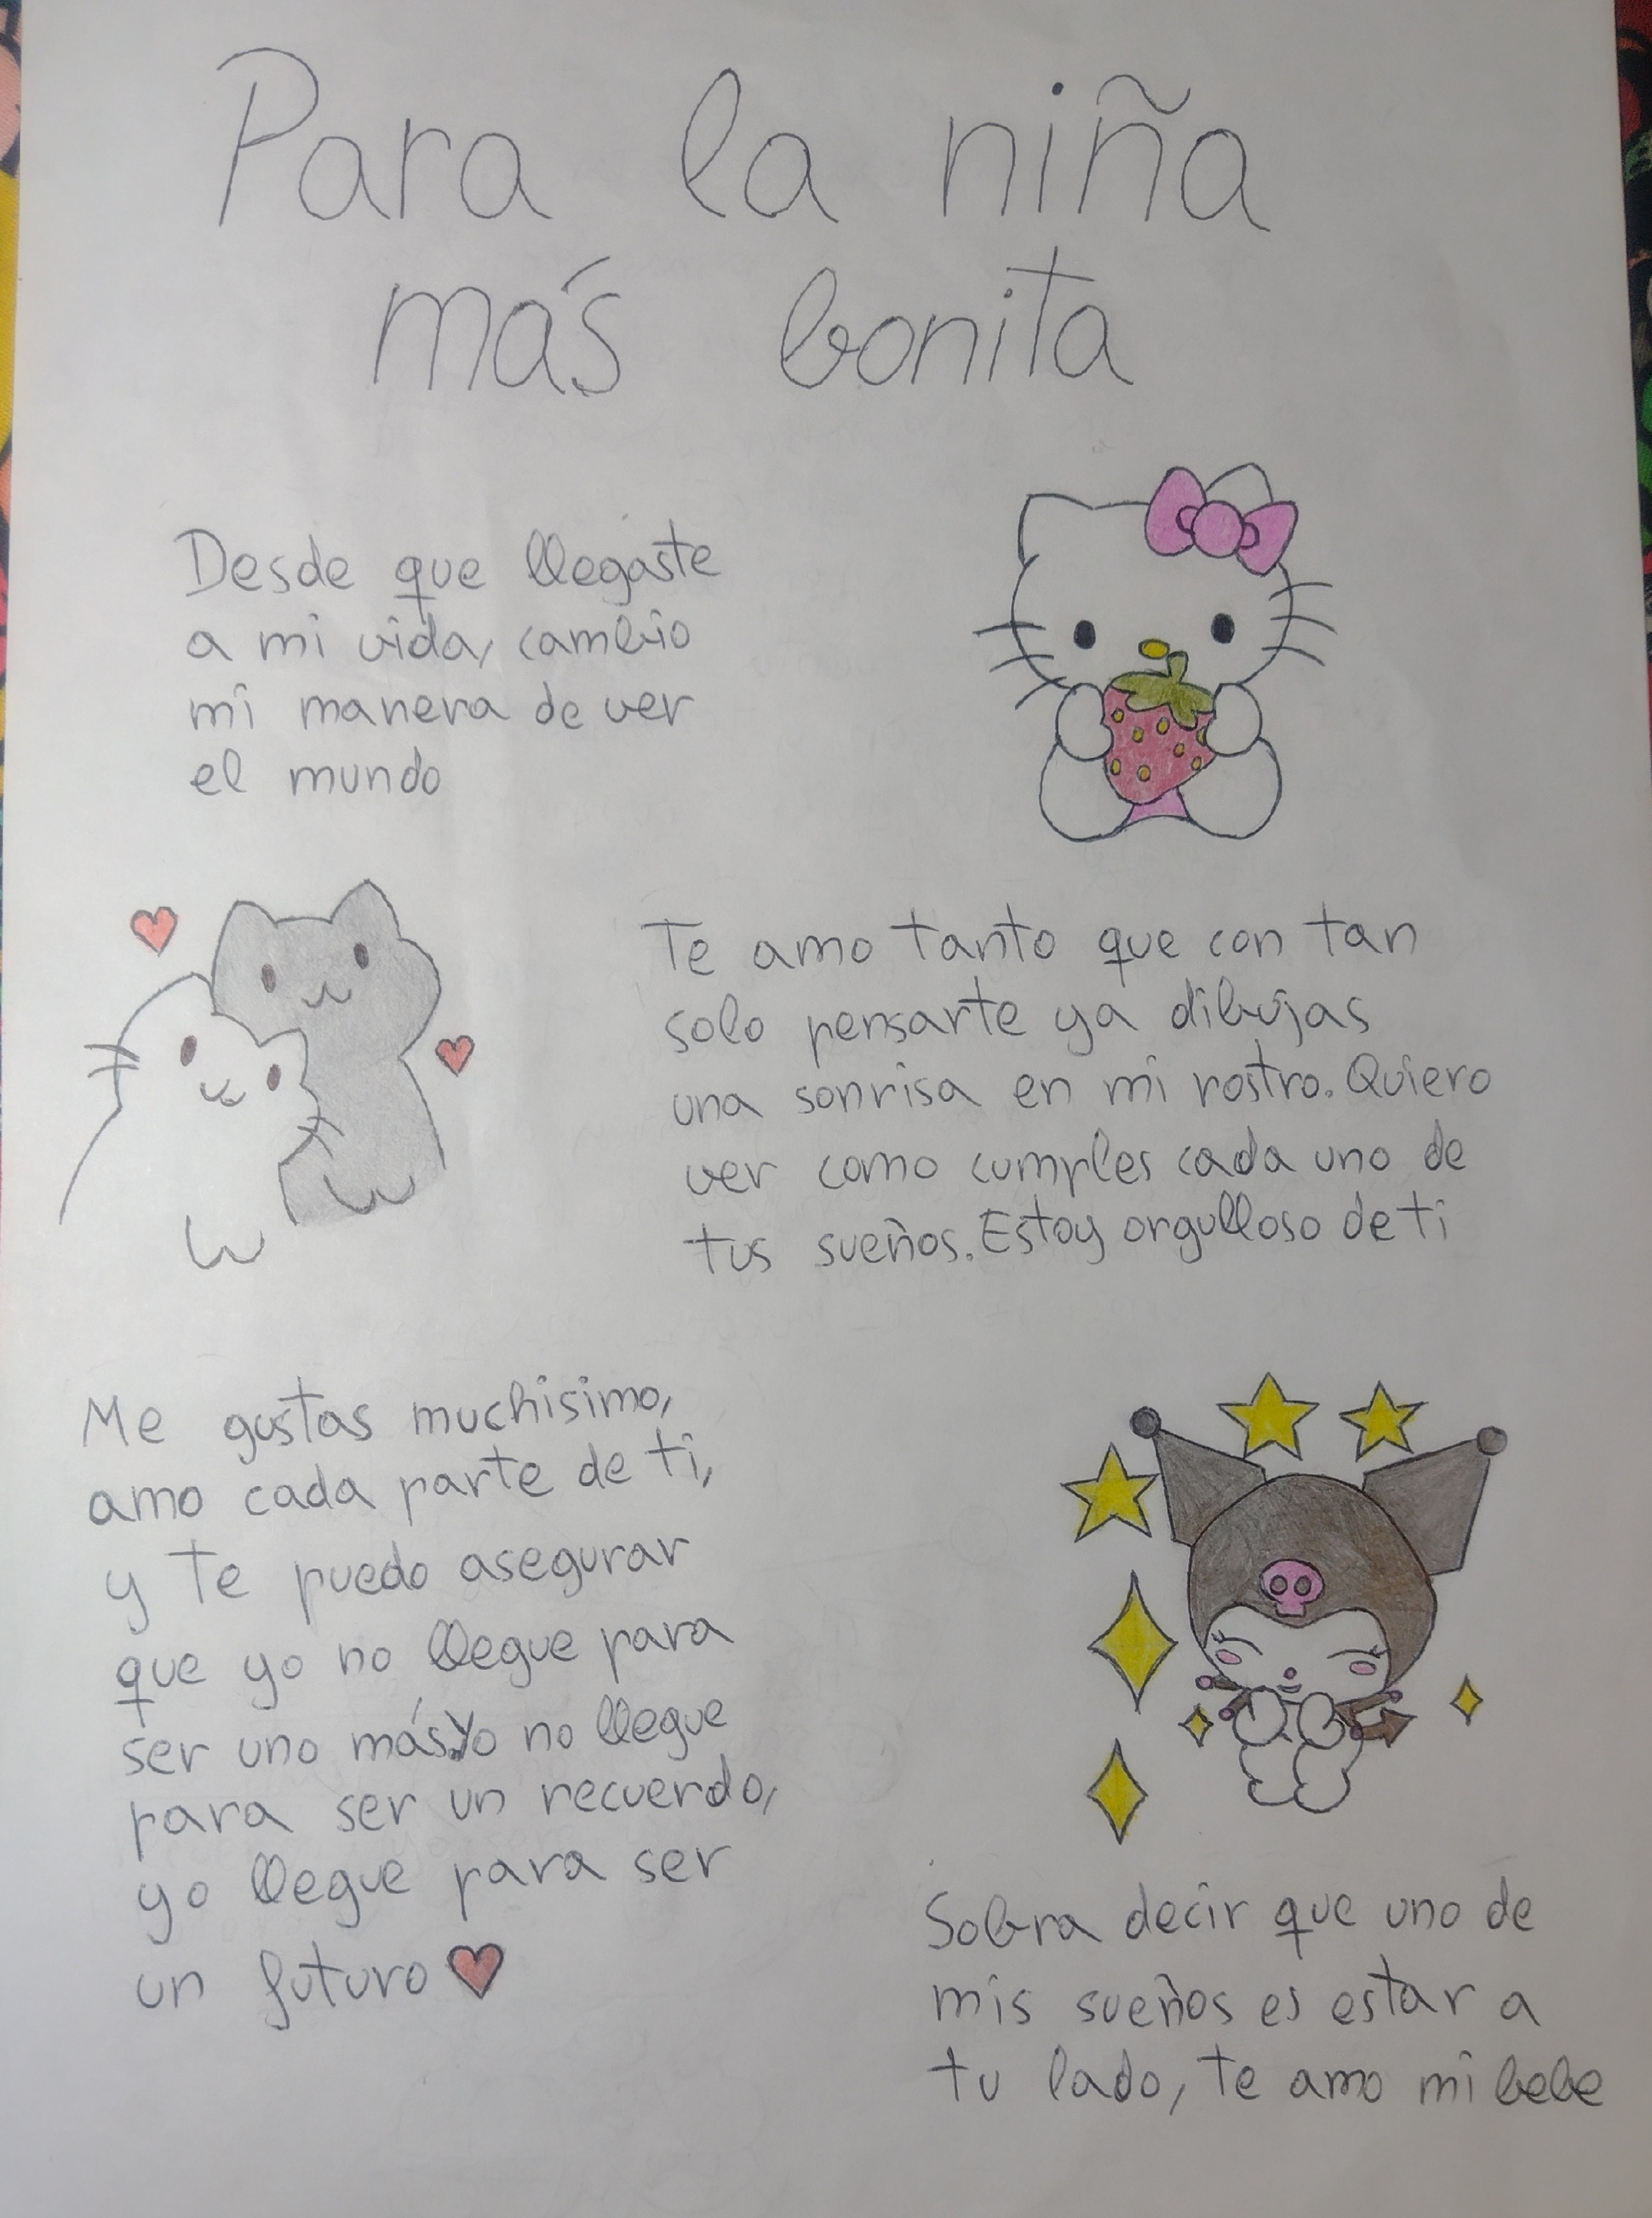 Para la niña
más bonita
Desde que llegaste
a mi vida, cambio
mi manera de ver
el mundo
Te amo tanto que con tan
solo pensarte ya dibujas
una sonrisa en mi rostro. Quiero
ver como cumples cada uno de
tus sueños. Estoy orgulloso de ti
Me gustas muchisimo,
amo cada parte de ti,
y te puedo asegurar
que yo no llegue para
ser uno más. Yo no llegue
para ser un recuerdo,
yo llegue para ser
un futuro
Sobra decir que uno de
mis sueños es estar a
tu lado, te amo mi bebe